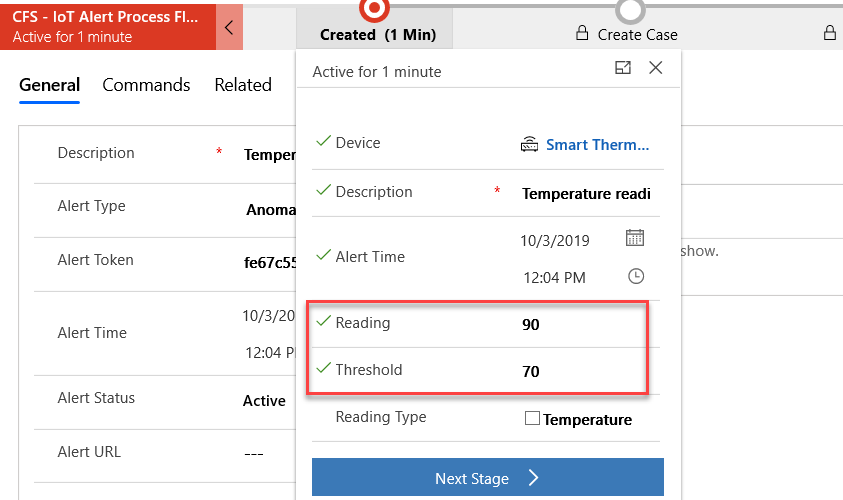 CFS - IoT Alert Process Fl...
Active for 1 minute
Created (1 Min)
Create Case
General
Commands
Related
Active for 1 minute
Description *
Alert Type
Alert Token
Alert Time
10/3/20
12:04 P
Alert Status Active
Alert URL ---
Device Smart Therm...
Description * Temperature readi
Alert Time 10/3/2019
12:04 PM
Reading 90
Threshold 70
Reading Type Temperature
Next Stage
show.